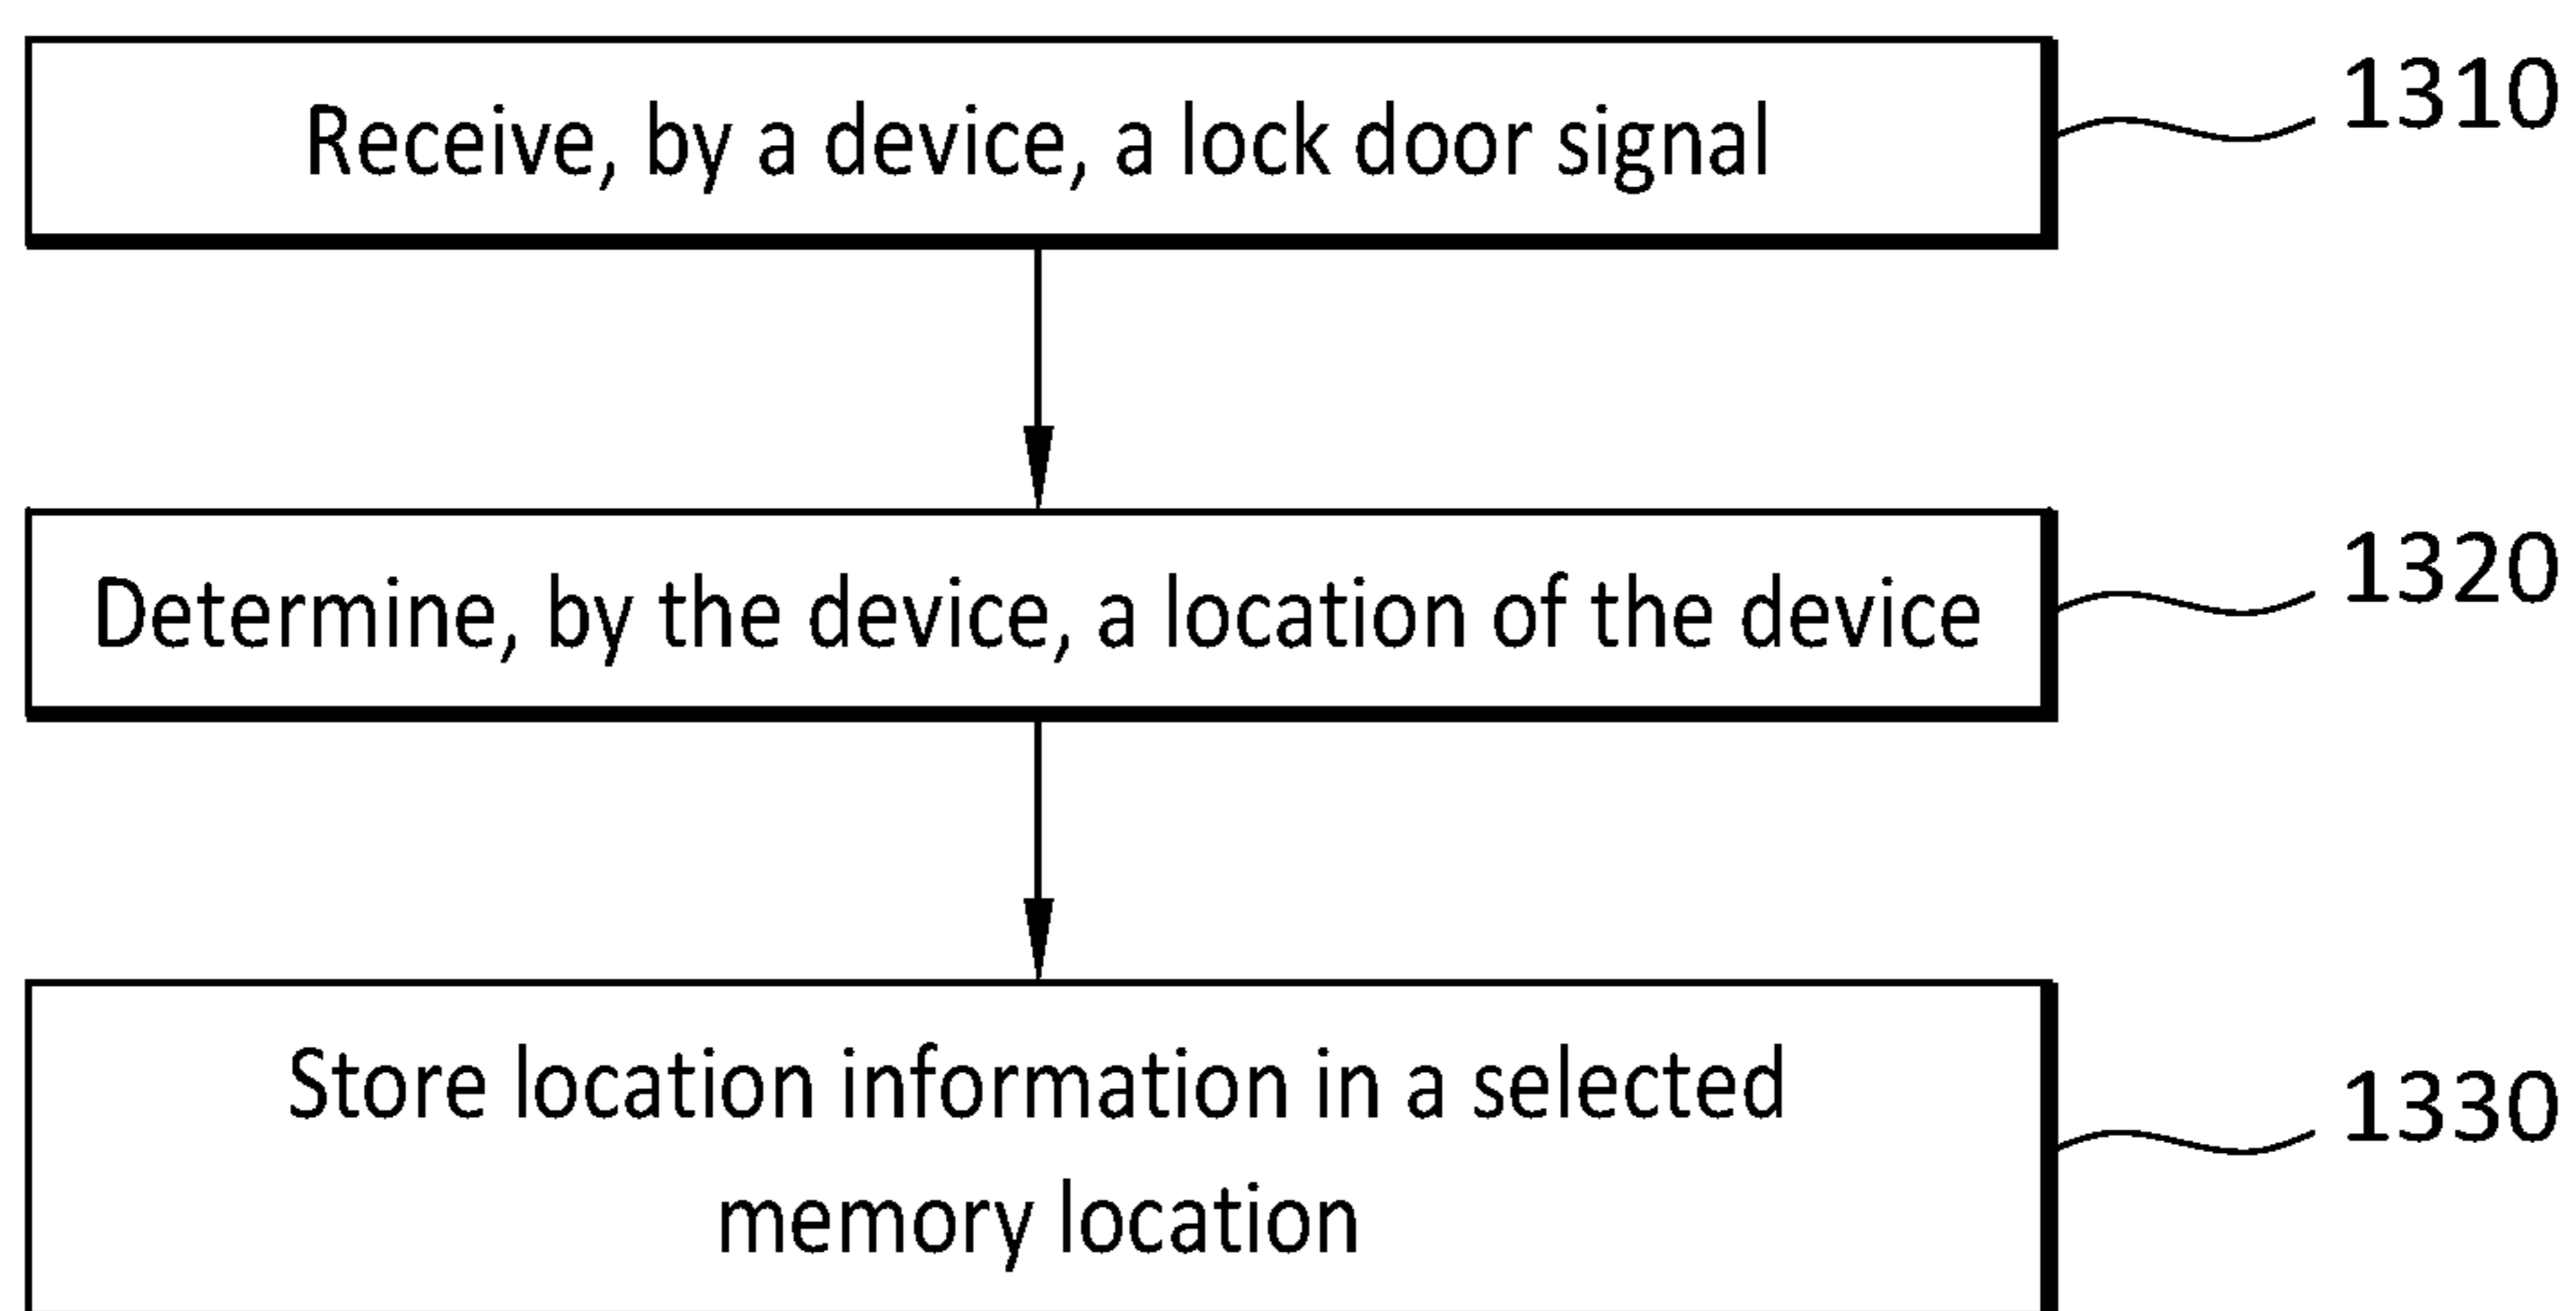 Receive, by a device, a lock door signal
1310
Determine, by the device, a location of the device
1320
Store location information in a selected
memory location
1330